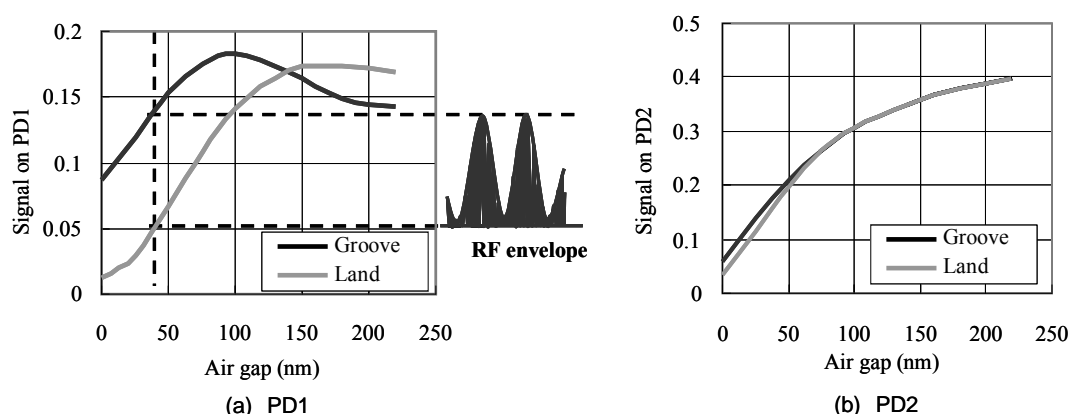 Signal on PD1
0.2
0.15
0.1
0.05
0
Groove
Land
0 50 100 150 200 250
Air gap (nm)
(a) PD1
RF envelope
Signal on PD2
0.5
0.4
0.3
0.2
0.1
0
Groove
Land
0 50 100 150 200 250
Air gap (nm)
(b) PD2